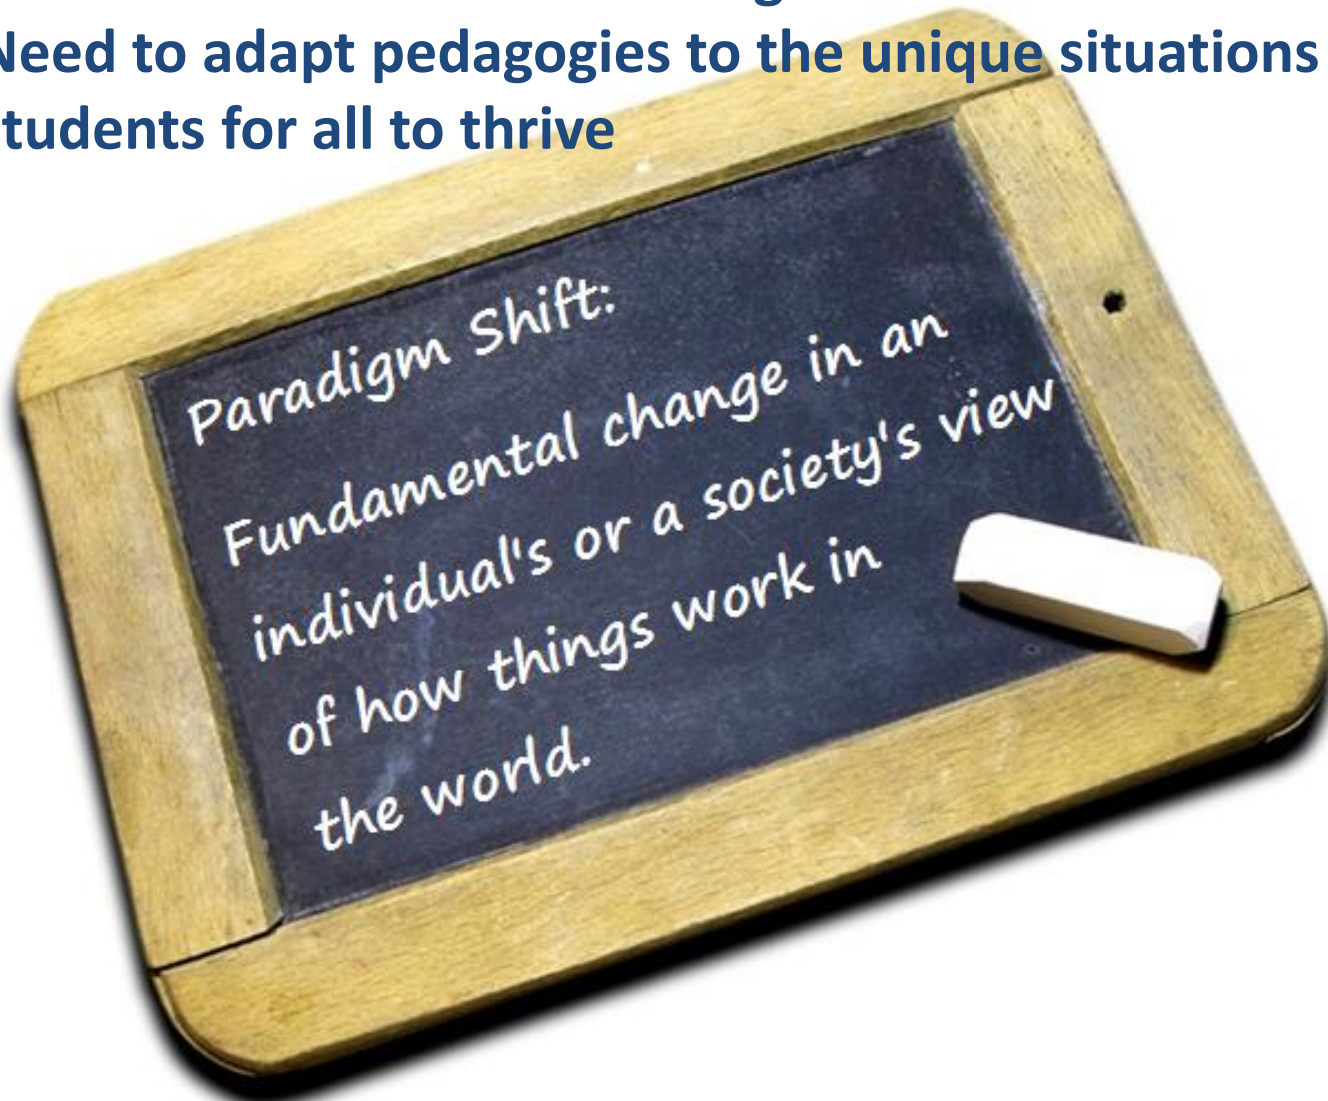 Need to adapt pedagogies to the unique situations
students for all to thrive
Paradigm Shift:
Fundamental change in an
individual's or a society's view
of how things work in
the world.